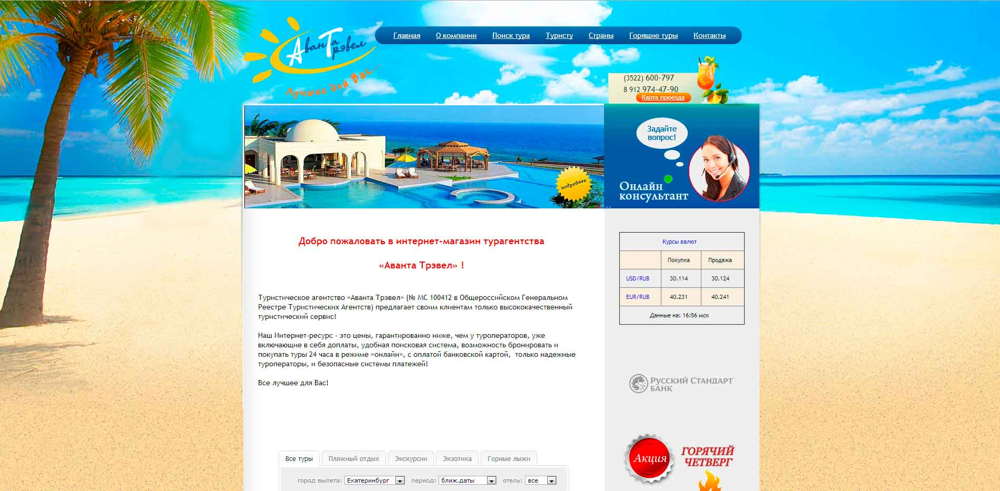 Аванта Трэвел
Лучшее для Вас...
Главная О компании Поиск тура Туристу Страны Горящие туры Контакты
(3522) 600-797
8 912 974-47-90
Карта проезда
подробнее
Задайте
вопрос!
Онлайн
консультант
Добро пожаловать в интернет-магазин турагентства
«Аванта Трэвел» !
Туристическое агентство «Аванта Трэвел» (№ МС 100412 в Общероссийском Генеральном
Реестре Туристических Агентств) предлагает своим клиентам только высококачественный
туристический сервис!
Наш Интернет-ресурс - это цены, гарантированно ниже, чем у туроператоров, уже
включающие в себя доплаты, удобная поисковая система, возможность бронировать и
покупать туры 24 часа в режиме «онлайн», с оплатой банковской картой, только надежные
туроператоры, и безопасные системы платежей!
Все лучшее для Вас!
Все туры Пляжный отдых Экскурсии Экзотика Горные лыжи
город вылета: Екатеринбург период: ближ.даты отель: все
Курсы валют
Покупка Продажа
USD/RUB 30.114 30.124
EUR/RUB 40.231 40.241
Данные на: 16:56 мск
Русский Стандарт
Банк
Акция
ГОРЯЧИЙ
ЧЕТВЕРГ